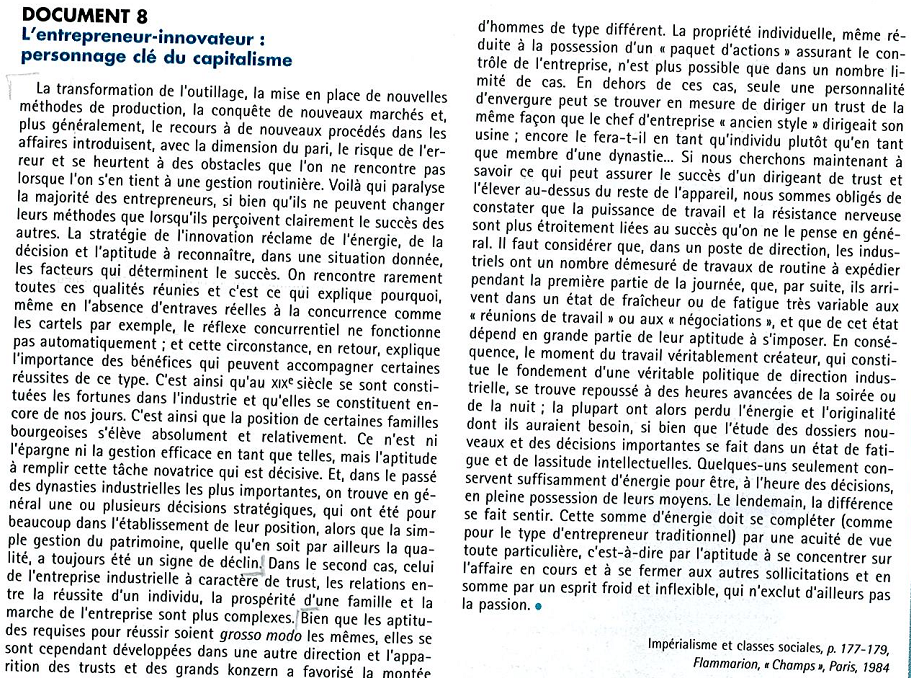 DOCUMENT 8
L'entrepreneur-innovateur :
personnage clé du capitalisme
La transformation de l'outillage, la mise en place de nouvelles
méthodes de production, la conquête de nouveaux marchés et,
plus généralement, le recours à de nouveaux procédés dans les
affaires introduisent, avec la dimension du pari, le risque de l'er-
reur et se heurtent à des obstacles que l'on ne rencontre pas
lorsque l'on s'en tient à une gestion routinière. Voilà qui paralyse
la majorité des entrepreneurs, si bien qu'ils ne peuvent changer
leurs méthodes que lorsqu'ils perçoivent clairement le succès des
autres. La stratégie de l'innovation réclame de l'énergie, de la
décision et l'aptitude à reconnaître, dans une situation donnée,
les facteurs qui déterminent le succès. On rencontre rarement
toutes ces qualités réunies et c'est ce qui explique pourquoi,
même en l'absence d'entraves réelles à la concurrence comme
les cartels par exemple, le réflexe concurrentiel ne fonctionne
pas automatiquement ; et cette circonstance, en retour, explique
l'importance des bénéfices qui peuvent accompagner certaines
réussites de ce type. C'est ainsi qu'au XIXe siècle se sont consti-
tuées les fortunes dans l'industrie et qu'elles se constituent en-
core de nos jours. C'est ainsi que la position de certaines familles
bourgeoises s'élève absolument et relativement. Ce n'est ni
l'épargne ni la gestion efficace en tant que telles, mais l'aptitude
à remplir cette tâche novatrice qui est décisive. Et, dans le passé
des dynasties industrielles les plus importantes, on trouve en gé-
néral une ou plusieurs décisions stratégiques, qui ont été pour
beaucoup dans l'établissement de leur position, alors que la sim-
ple gestion du patrimoine, quelle qu'en soit par ailleurs la qua-
lité, a toujours été un signe de déclin. Dans le second cas, celui
de l'entreprise industrielle à caractère de trust, les relations en-
tre la réussite d'un individu, la prospérité d'une famille et la
marche de l'entreprise sont plus complexes. Bien que les aptitu-
des requises pour réussir soient grosso modo les mêmes, elles se
sont cependant développées dans une autre direction et l'appa-
rition des trusts et des grands konzern a favorisé la montée
d'hommes de type différent. La propriété individuelle, même ré-
duite à la possession d'un « paquet d'actions » assurant le con-
trôle de l'entreprise, n'est plus possible que dans un nombre li-
mité de cas. En dehors de ces cas, seule une personnalité
d'envergure peut se trouver en mesure de diriger un trust de la
même façon que le chef d'entreprise « ancien style » dirigeait son
usine ; encore le fera-t-il en tant qu'individu plutôt qu'en tant
que membre d'une dynastie... Si nous cherchons maintenant à
savoir ce qui peut assurer le succès d'un dirigeant de trust et
l'élever au-dessus du reste de l'appareil, nous sommes obligés de
constater que la puissance de travail et la résistance nerveuse
sont plus étroitement liées au succès qu'on ne le pense en géné-
ral. Il faut considérer que, dans un poste de direction, les indus-
triels ont un nombre démesuré de travaux de routine à expédier
pendant la première partie de la journée, que, par suite, ils arri-
vent dans un état de fraîcheur ou de fatigue très variable aux
« réunions de travail » ou aux « négociations », et que de cet état
dépend en grande partie de leur aptitude à s'imposer. En consé-
quence, le moment du travail véritablement créateur, qui consti-
tue le fondement d'une véritable politique de direction indus-
trielle, se trouve repoussé à des heures avancées de la soirée ou
de la nuit ; la plupart ont alors perdu l'énergie et l'originalité
dont ils auraient besoin, si bien que l'étude des dossiers nou-
veaux et des décisions importantes se fait dans un état de fati-
gue et de lassitude intellectuelles. Quelques-uns seulement con-
servent suffisamment d'énergie pour être, à l'heure des décisions,
en pleine possession de leurs moyens. Le lendemain, la différence
se fait sentir. Cette somme d'énergie doit se compléter (comme
pour le type d'entrepreneur traditionnel) par une acuité de vue
toute particulière, c'est-à-dire par l'aptitude à se concentrer sur
l'affaire en cours et à se fermer aux autres sollicitations et en
somme par un esprit froid et inflexible, qui n'exclut d'ailleurs pas
la passion.
Impérialisme et classes sociales, p. 177-179,
Flammarion, « Champs », Paris, 1984